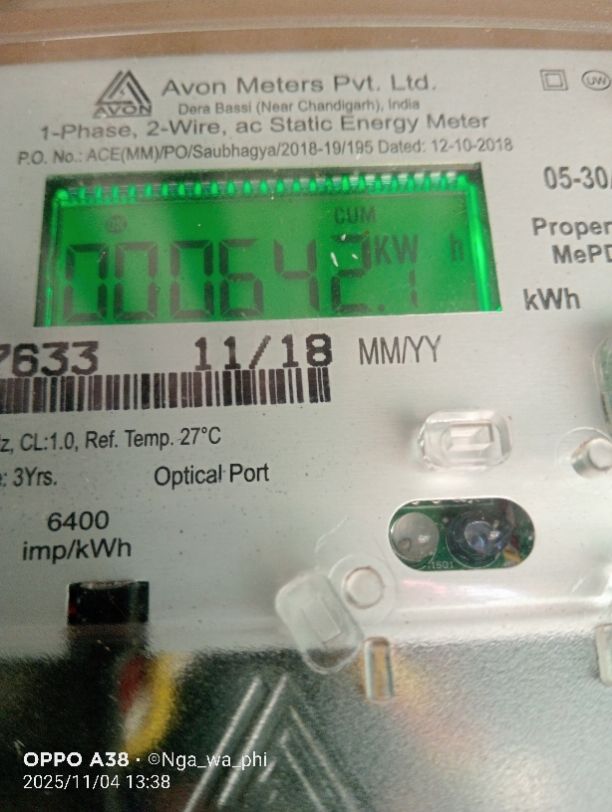 AVON
Avon Meters Pvt. Ltd.
Dera Bassi (Near Chandigarh), India
1-Phase, 2-Wire, ac Static Energy Meter
P.O. No.: ACE(MM)/PO/Saubhagya/2018-19/195 Dated: 12-10-2018
UW
05-30
CUM
000642.1 KW h
kWh
7633 11/18 MM/YY
CL:1.0, Ref. Temp. 27°C
3Yrs. Optical Port
6400
imp/kWh
1501
OPPO A38 · ©Nga_wa_phi
2025/11/04 13:38